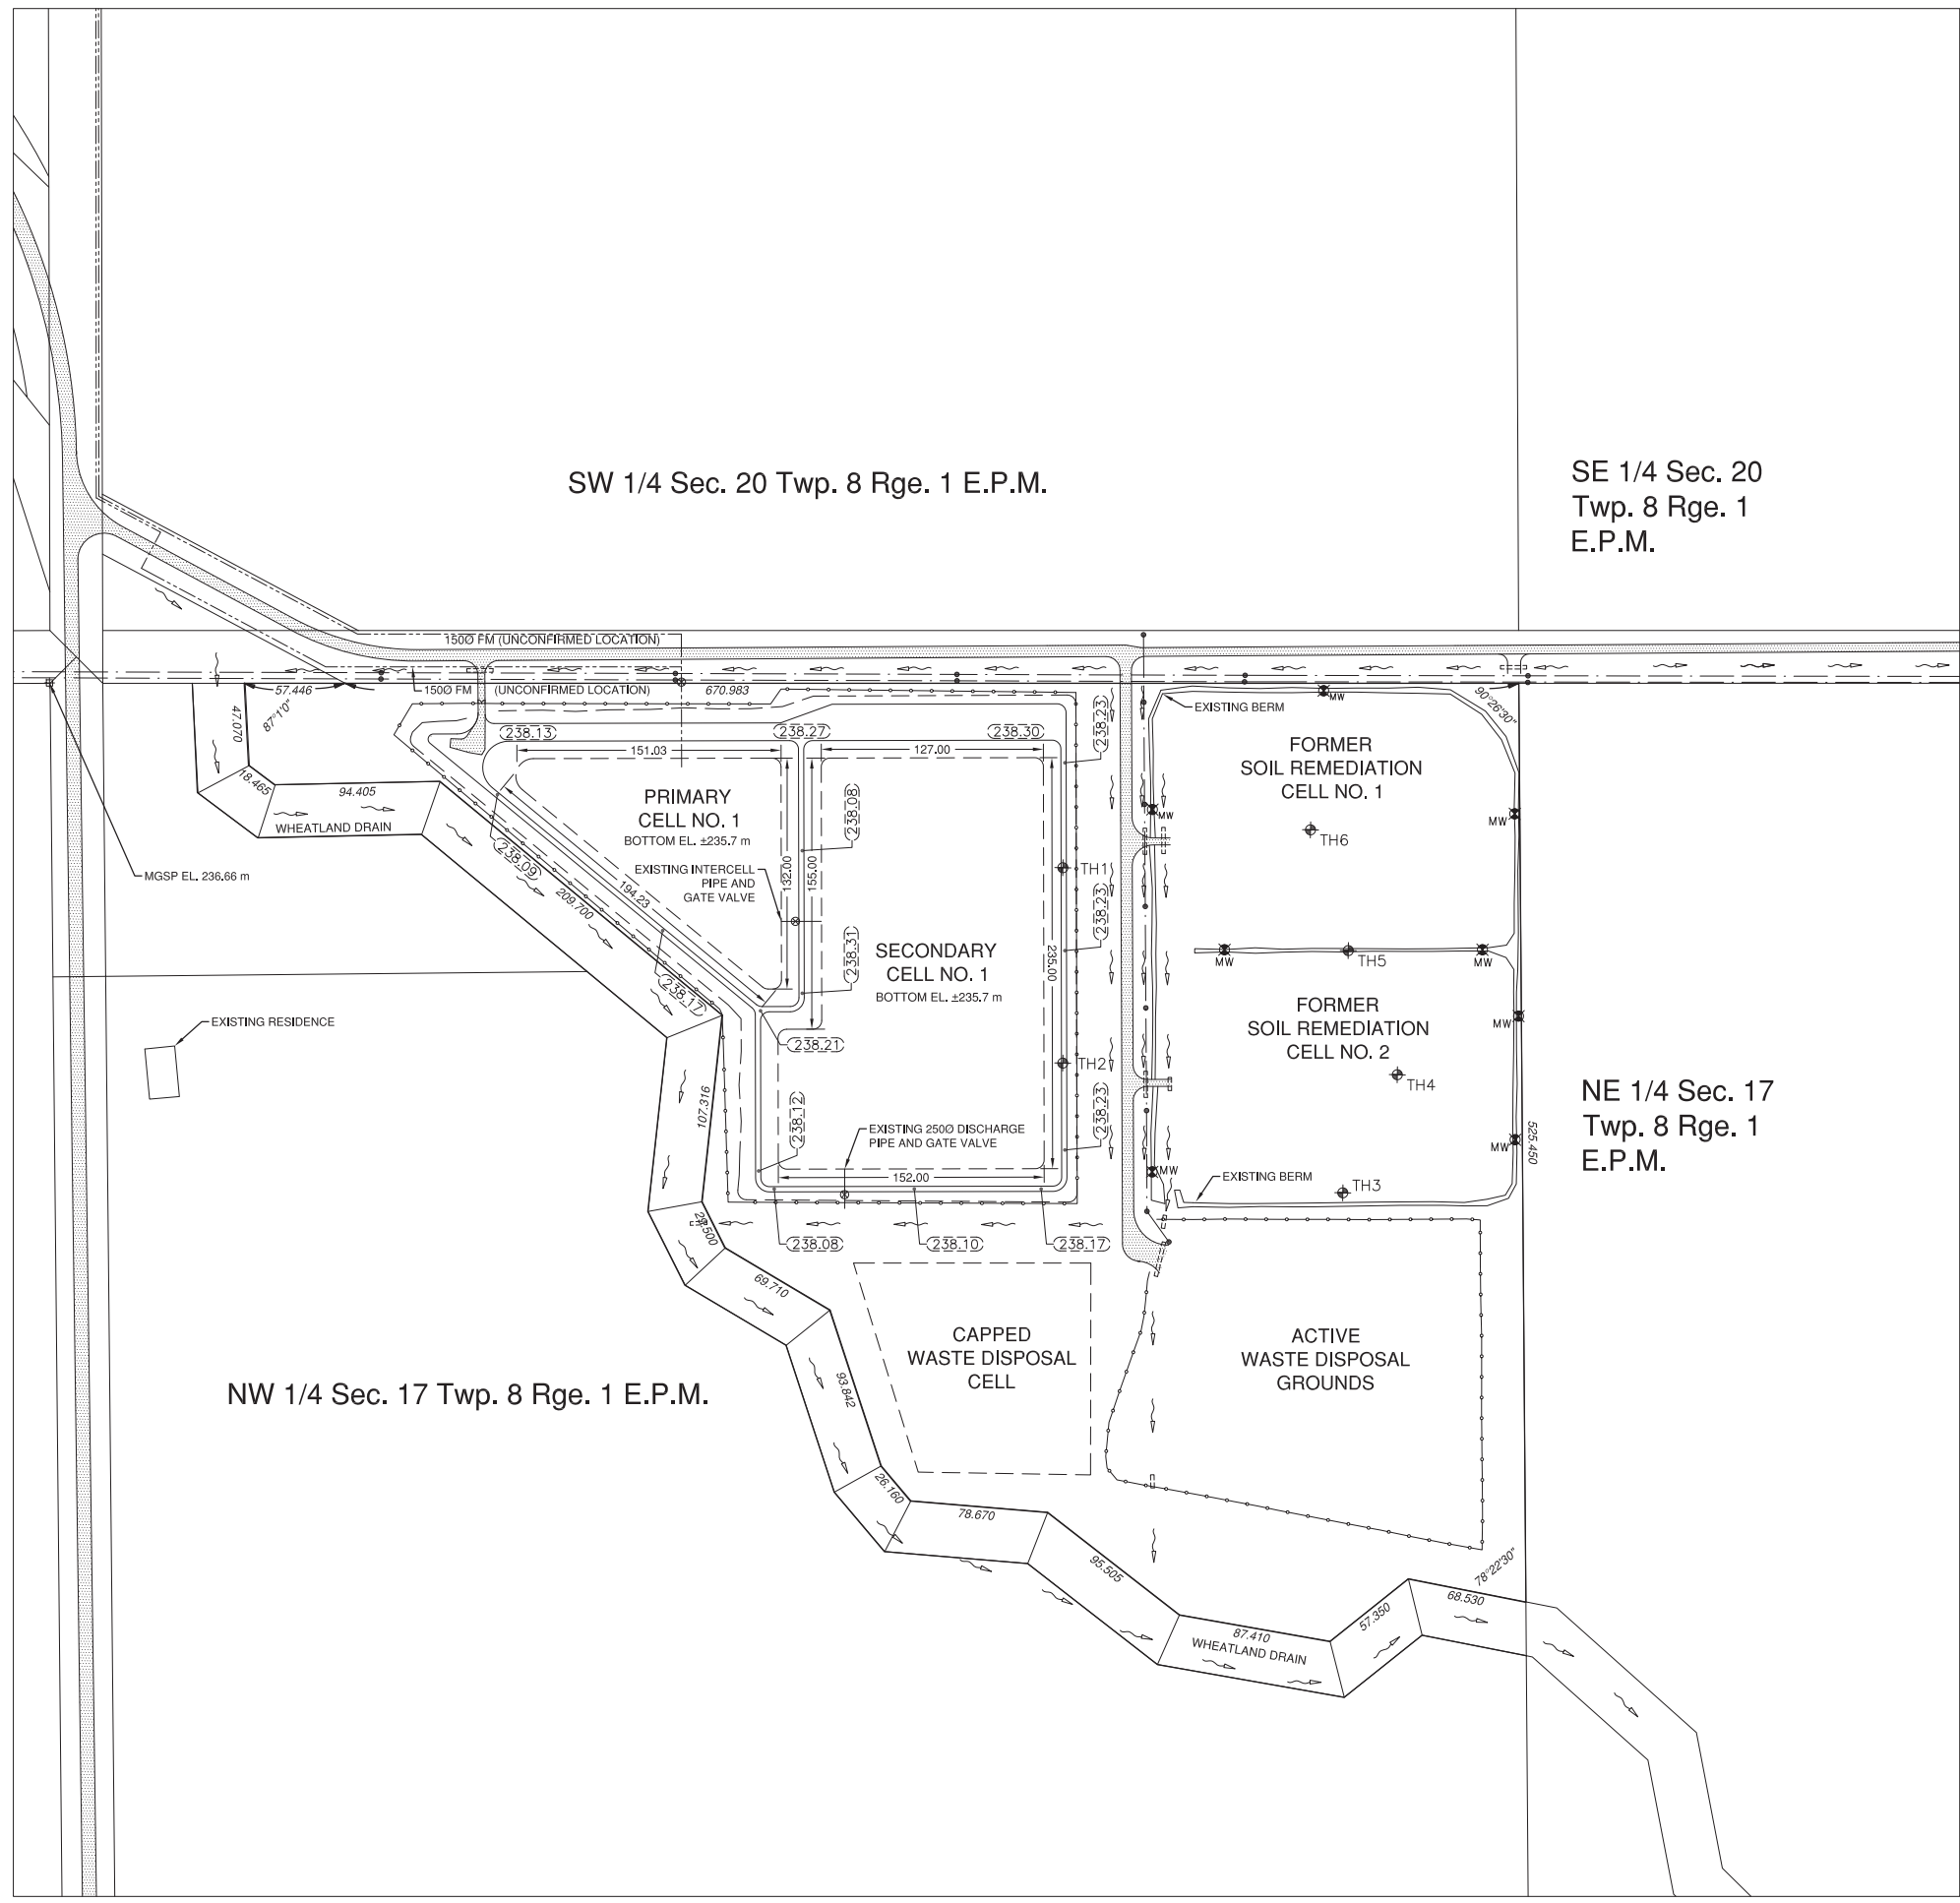 SW 1/4 Sec. 20 Twp. 8 Rge. 1 E.P.M.
SE 1/4 Sec. 20
Twp. 8 Rge. 1
E.P.M.
150Ø FM (UNCONFIRMED LOCATION)
150Ø FM
(UNCONFIRMED LOCATION)
670.983
57.446
87°1'0"
47.070
18.465
94.405
WHEATLAND DRAIN
MGSP EL. 236.66 m
90°26'30"
MW
EXISTING BERM
238.13
238.27
238.30
238.23
151.03
127.00
FORMER
SOIL REMEDIATION
CELL NO. 1
PRIMARY
CELL NO. 1
BOTTOM EL. ±235.7 m
238.08
MW
MW
TH6
EXISTING INTERCELL
PIPE AND
GATE VALVE
132.00
155.00
TH1
238.09
209.700
194.23
238.23
238.31
SECONDARY
CELL NO. 1
BOTTOM EL. ±235.7 m
235.00
MW
TH5
MW
238.17
FORMER
SOIL REMEDIATION
CELL NO. 2
MW
EXISTING RESIDENCE
238.21
TH2
TH4
NE 1/4 Sec. 17
Twp. 8 Rge. 1
E.P.M.
107.316
238.12
238.23
EXISTING 250Ø DISCHARGE
PIPE AND GATE VALVE
525.450
MW
MW
152.00
EXISTING BERM
TH3
29.500
238.08
238.10
238.17
69.710
CAPPED
WASTE DISPOSAL
CELL
ACTIVE
WASTE DISPOSAL
GROUNDS
NW 1/4 Sec. 17 Twp. 8 Rge. 1 E.P.M.
93.842
26.160
78.670
95.505
78°22'30"
68.530
57.350
87.410
WHEATLAND DRAIN